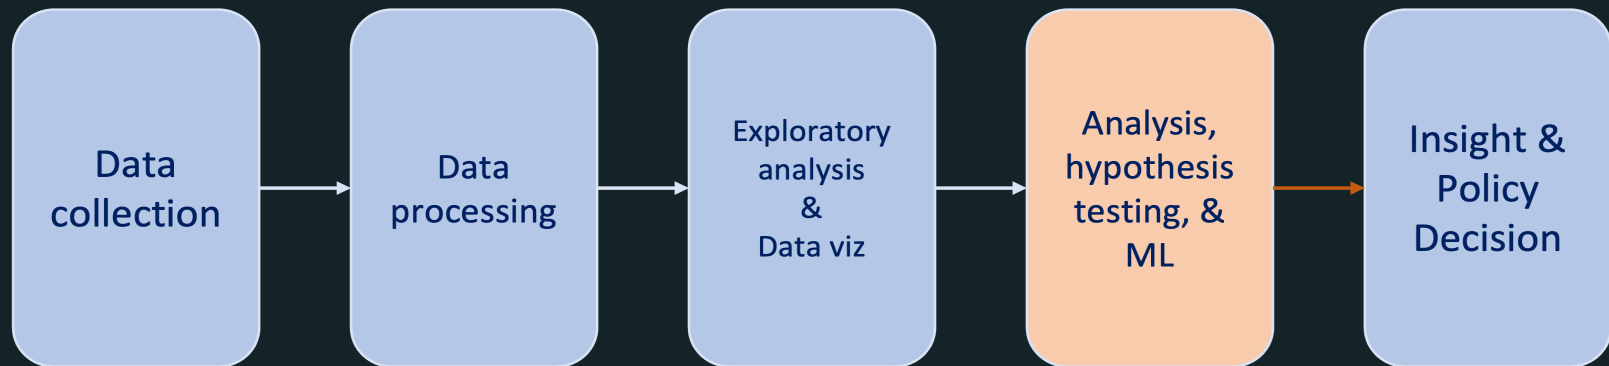 Data
collection
Data
processing
Exploratory
analysis
&
Data viz
Analysis,
hypothesis
testing, &
ML
Insight &
Policy
Decision